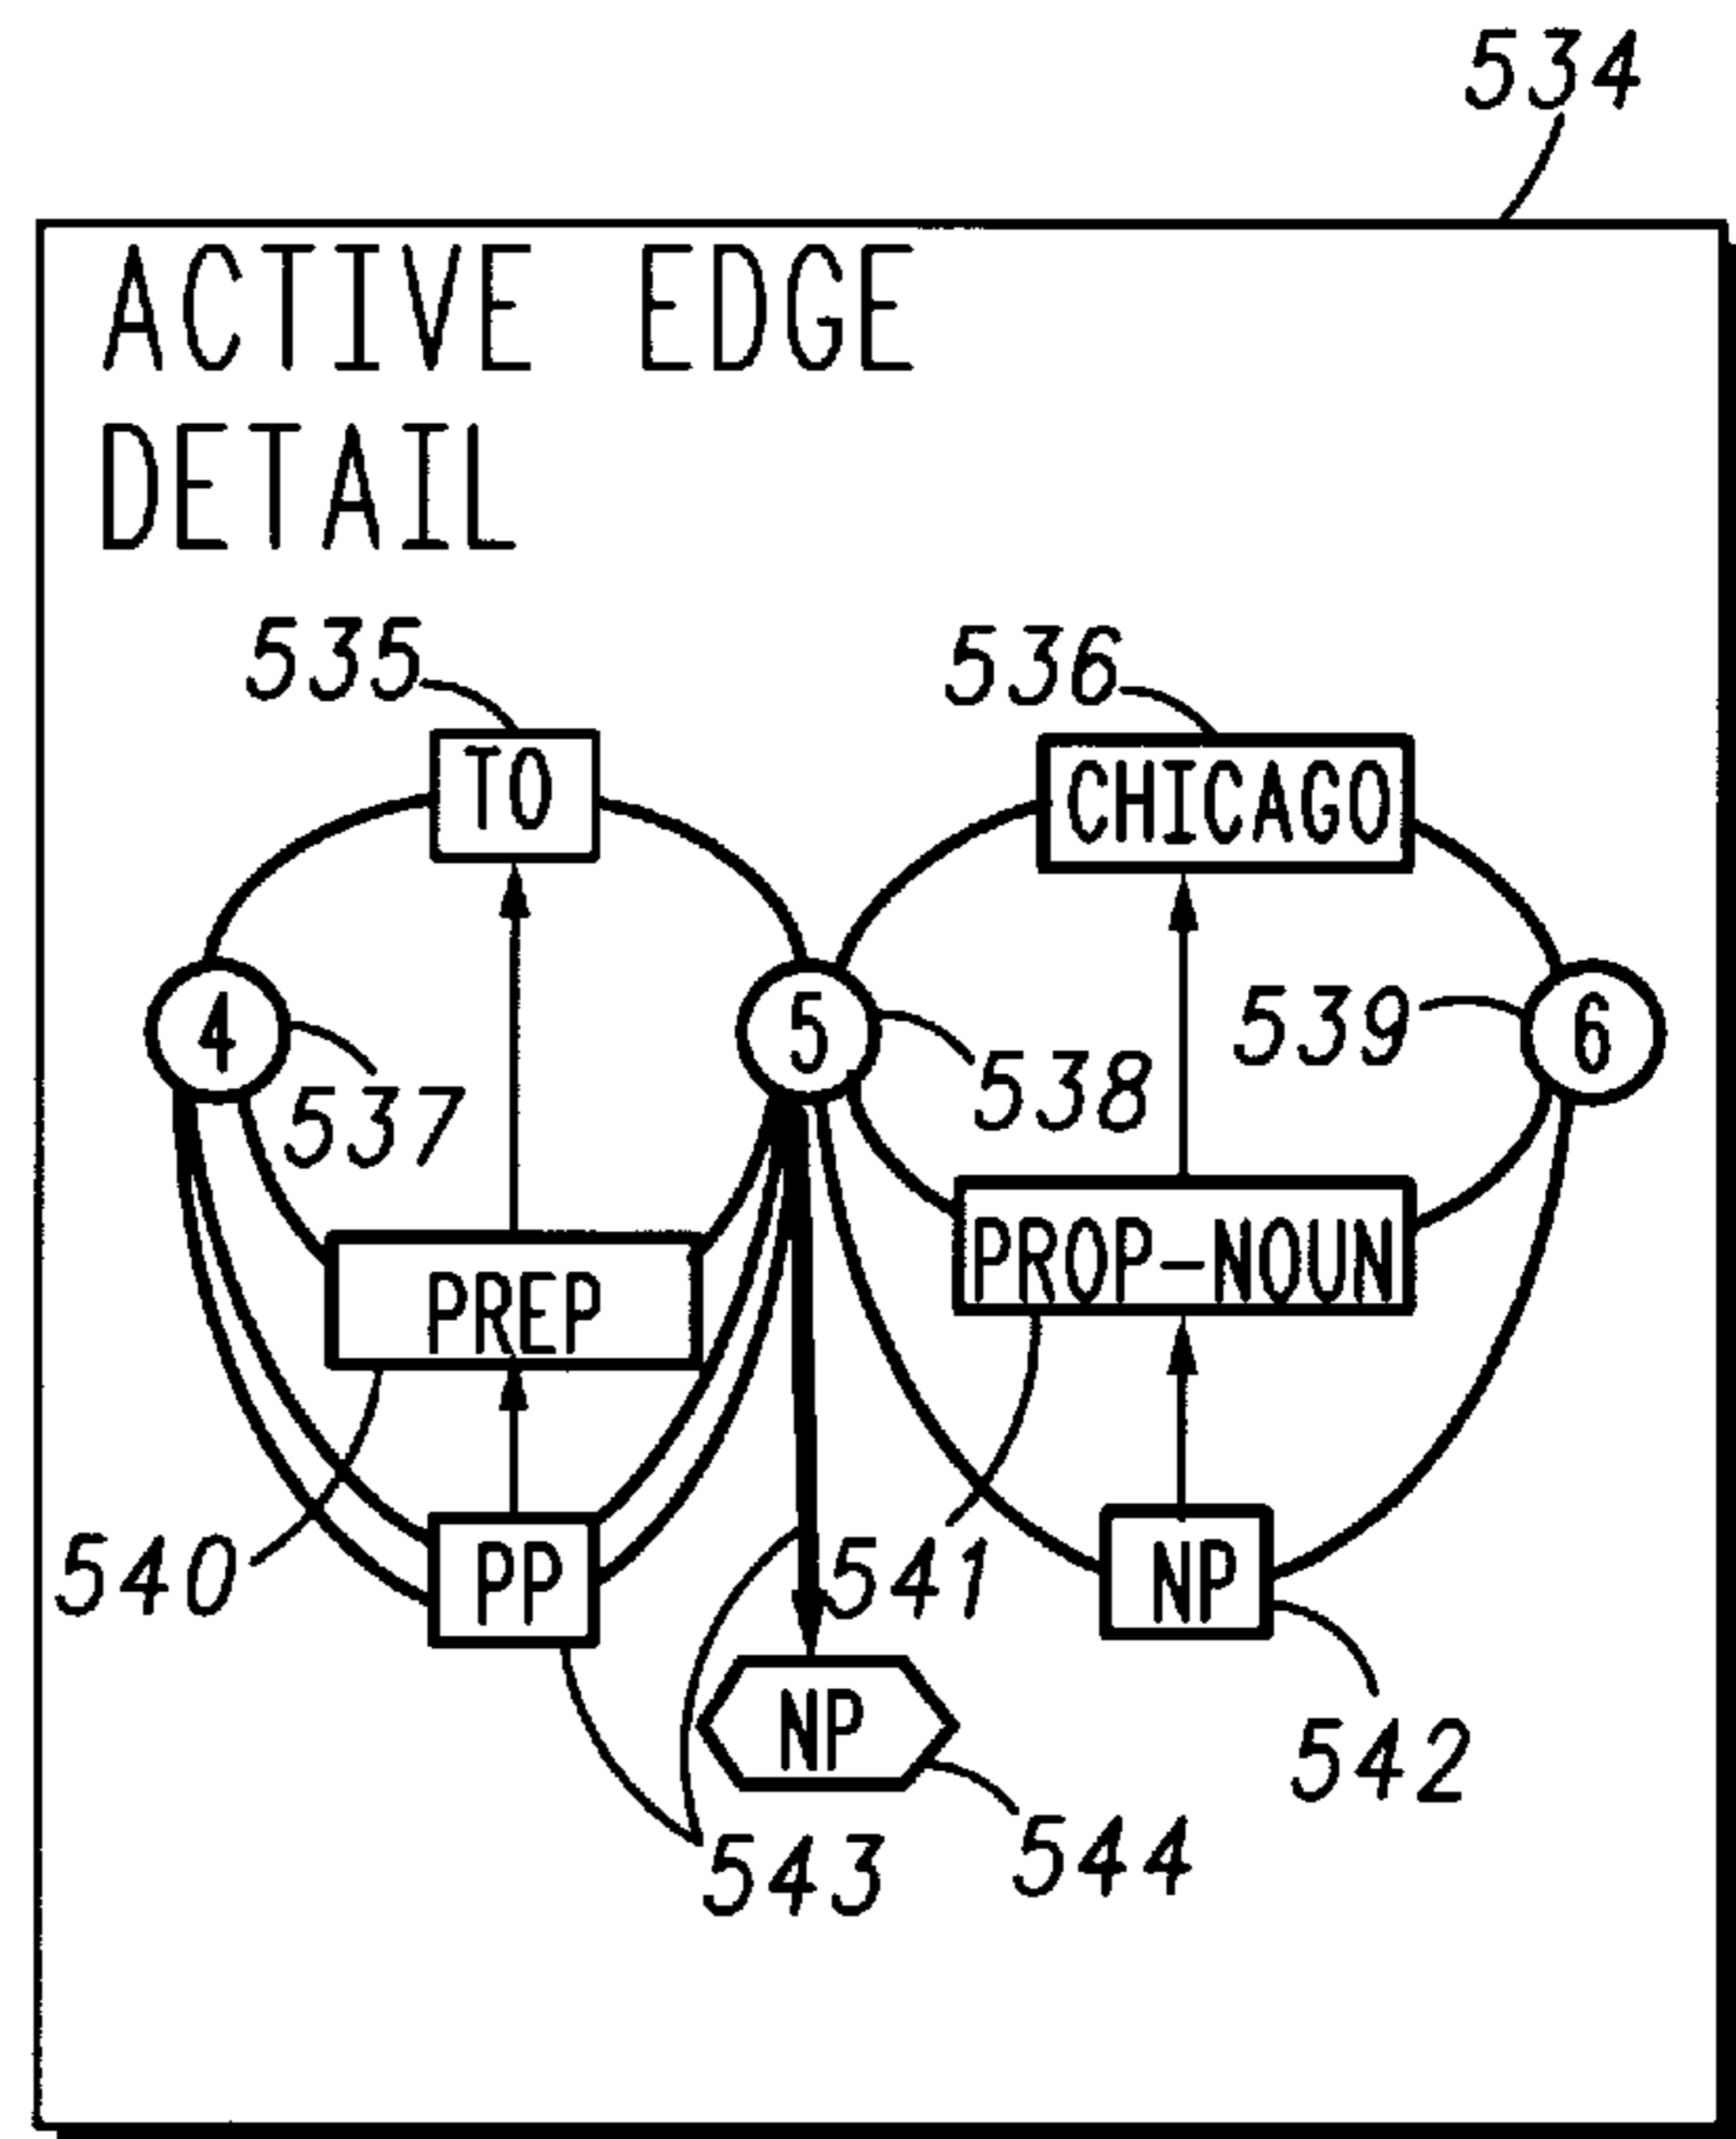 534
ACTIVE EDGE
DETAIL
535
536
TO
CHICAGO
4
5
6
539
537
538
PREP
PROP-NOUN
540
PP
541
NP
NP
542
543
544